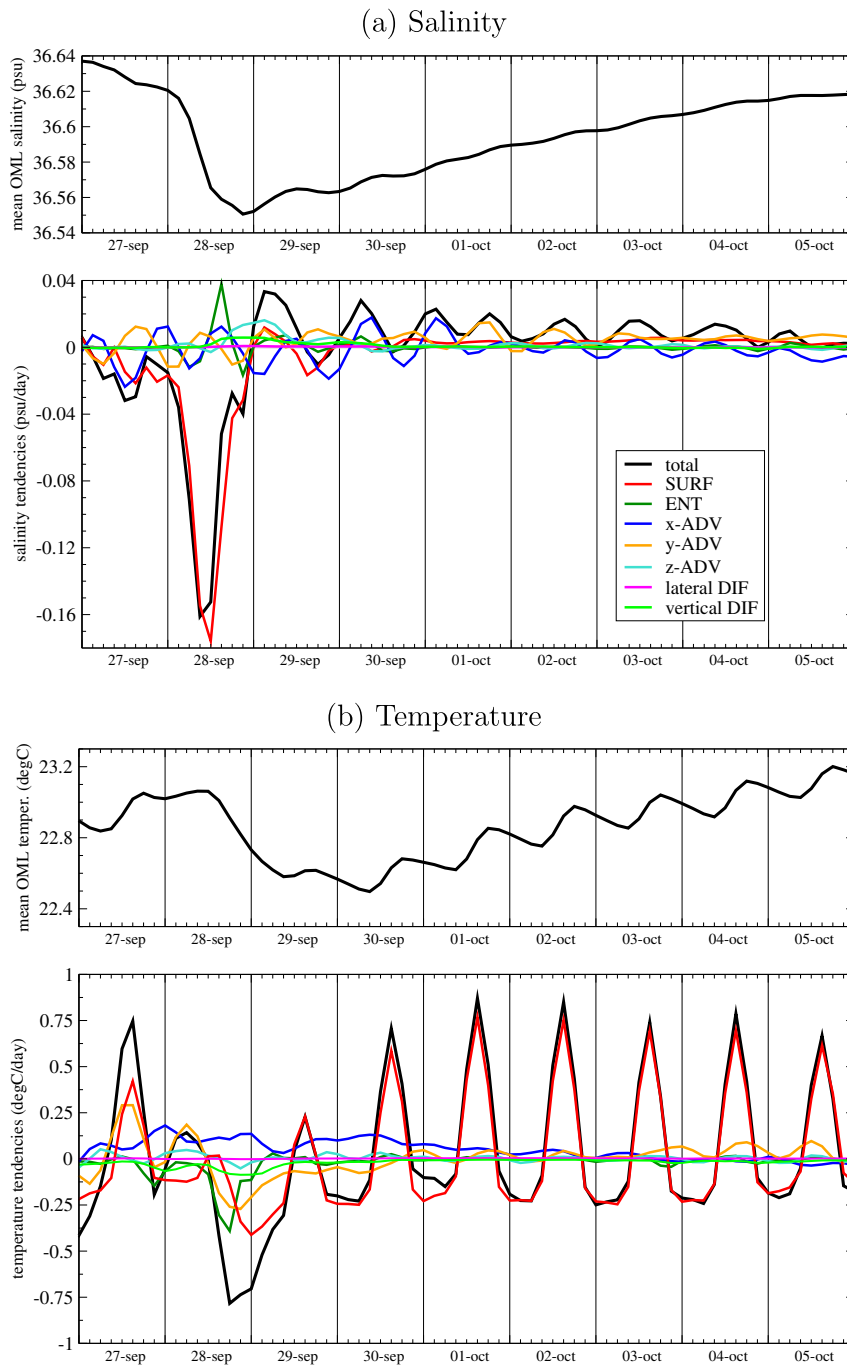 (a) Salinity
mean OML salinity (psu)
36.64
36.62
36.6
36.58
36.56
36.54
27-sep 28-sep 29-sep 30-sep 01-oct 02-oct 03-oct 04-oct 05-oct
salinity tendencies (psu/day)
0.04
0
-0.04
-0.08
-0.12
-0.16
total
SURF
ENT
x-ADV
y-ADV
z-ADV
lateral DIF
vertical DIF
27-sep 28-sep 29-sep 30-sep 01-oct 02-oct 03-oct 04-oct 05-oct
(b) Temperature
mean OML temper. (degC)
23.2
22.8
22.4
27-sep 28-sep 29-sep 30-sep 01-oct 02-oct 03-oct 04-oct 05-oct
temperature tendencies (degC/day)
1
0.75
0.5
0.25
0
-0.25
-0.5
-0.75
-1
27-sep 28-sep 29-sep 30-sep 01-oct 02-oct 03-oct 04-oct 05-oct